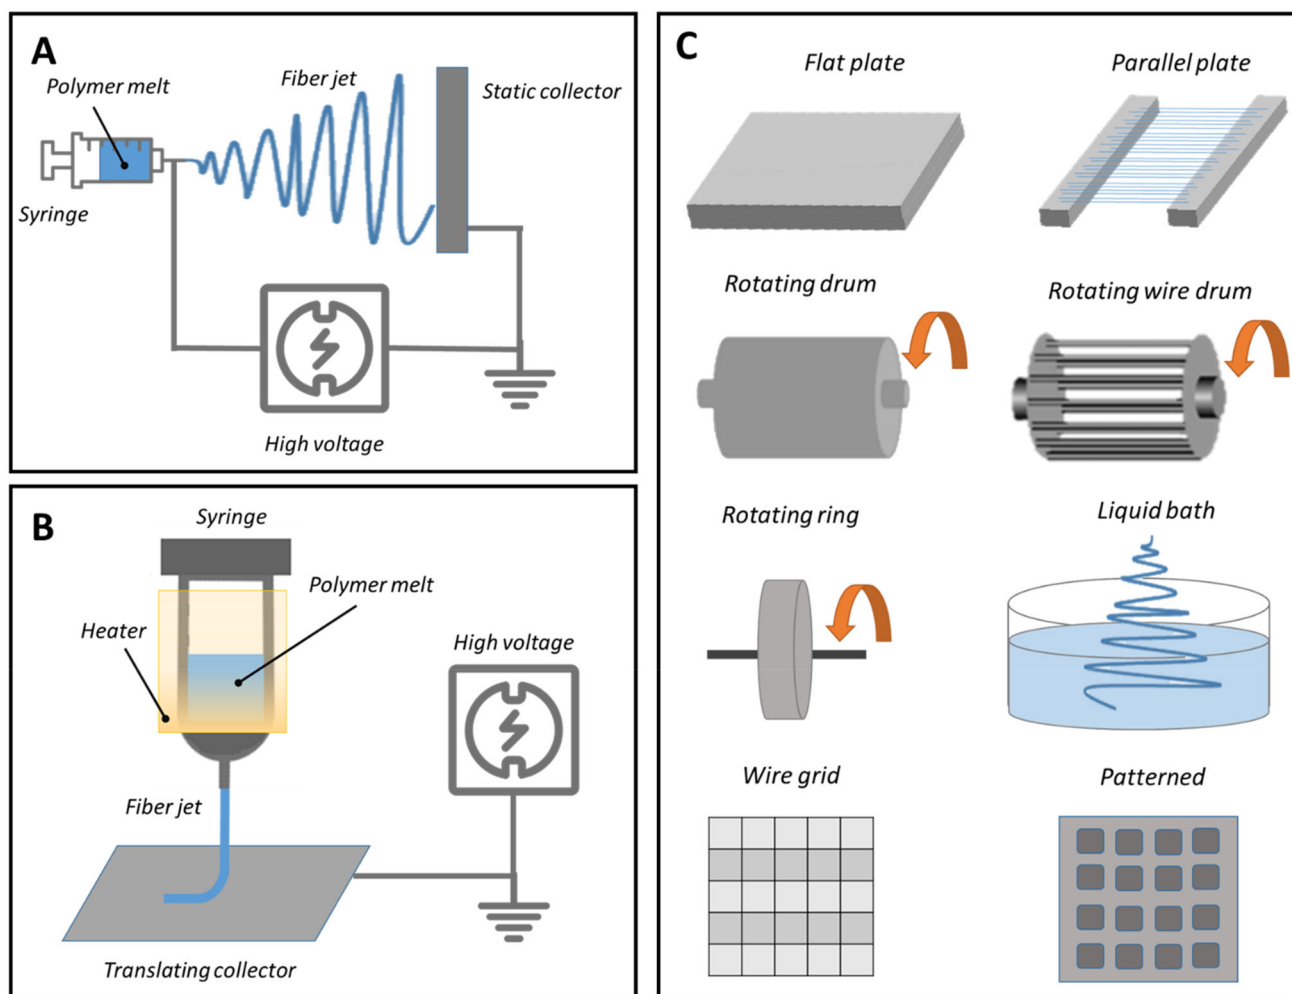 A
Polymer melt
Fiber jet
Static collector
Syringe
High voltage
B
Syringe
Polymer melt
Heater
High voltage
Fiber jet
Translating collector
C
Flat plate
Parallel plate
Rotating drum
Rotating wire drum
Rotating ring
Liquid bath
Wire grid
Patterned